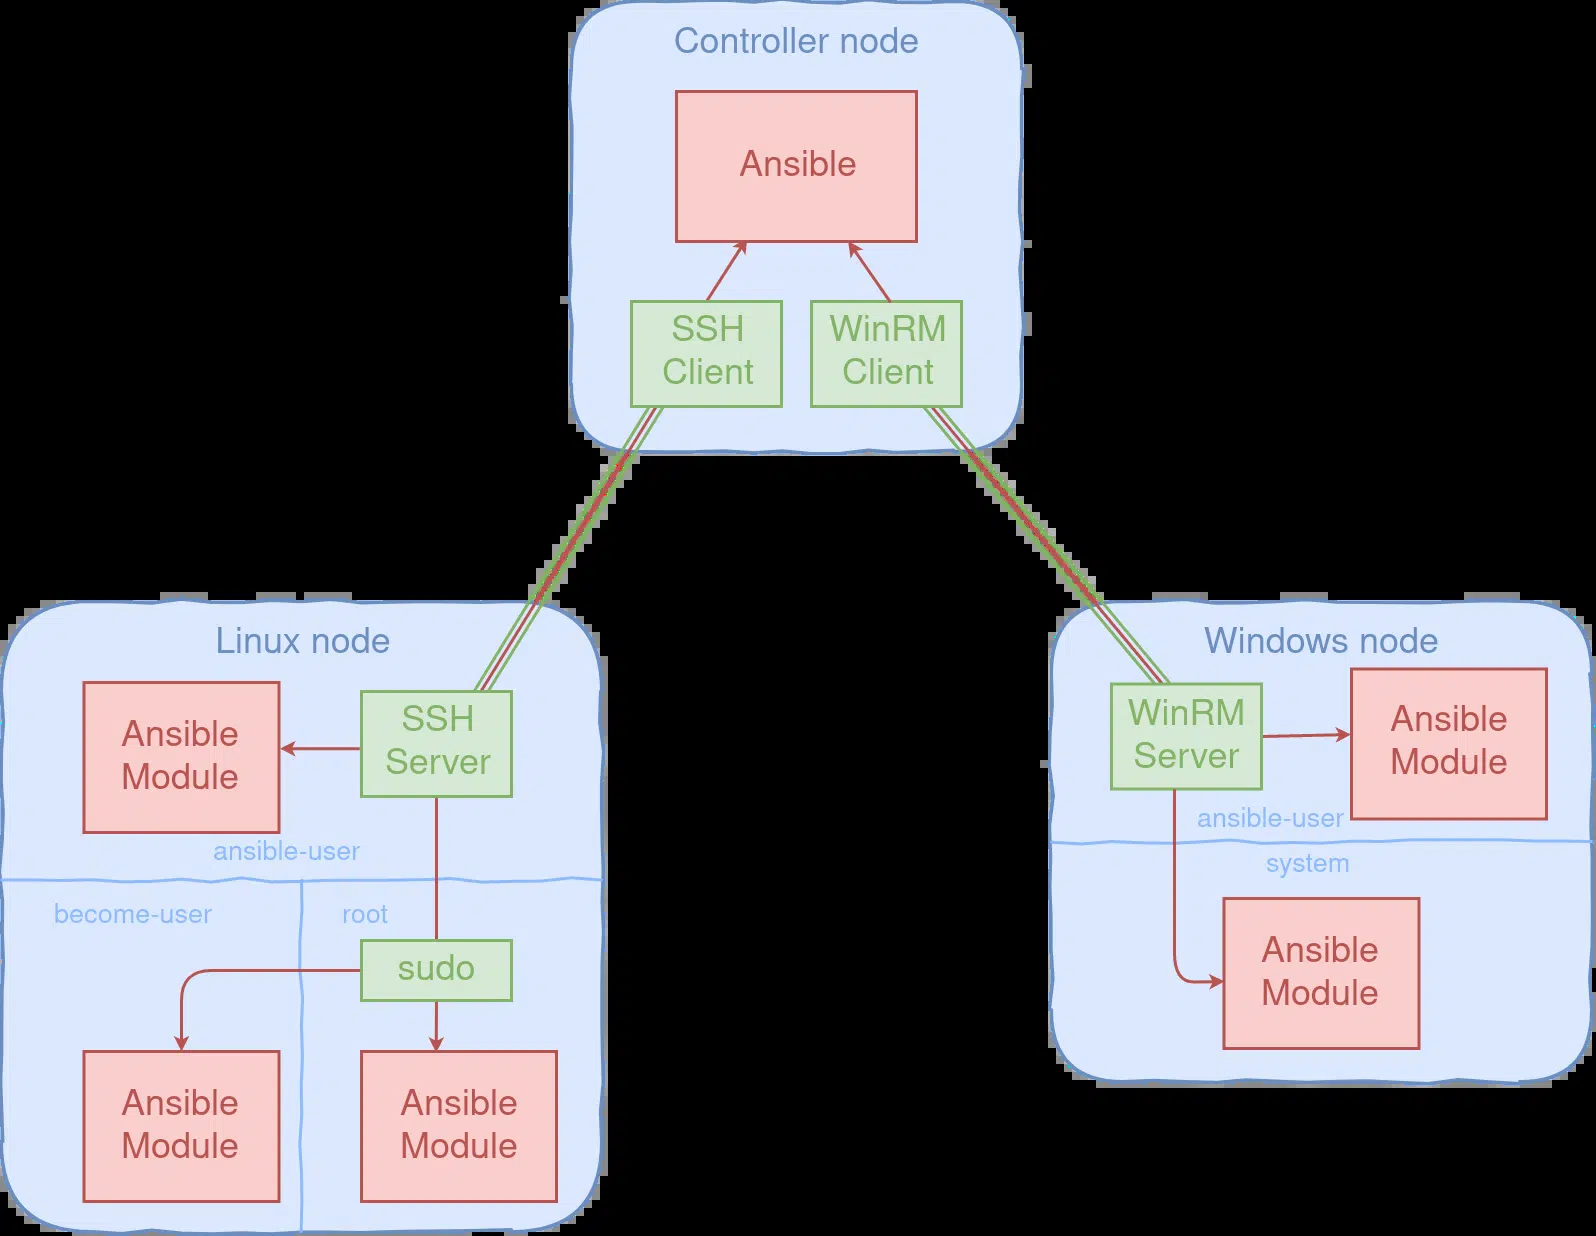 Controller node
Ansible
SSH
Client
WinRM
Client
Linux node
Ansible
Module
SSH
Server
ansible-user
become-user
root
sudo
Ansible
Module
Ansible
Module
Windows node
WinRM
Server
Ansible
Module
ansible-user
system
Ansible
Module